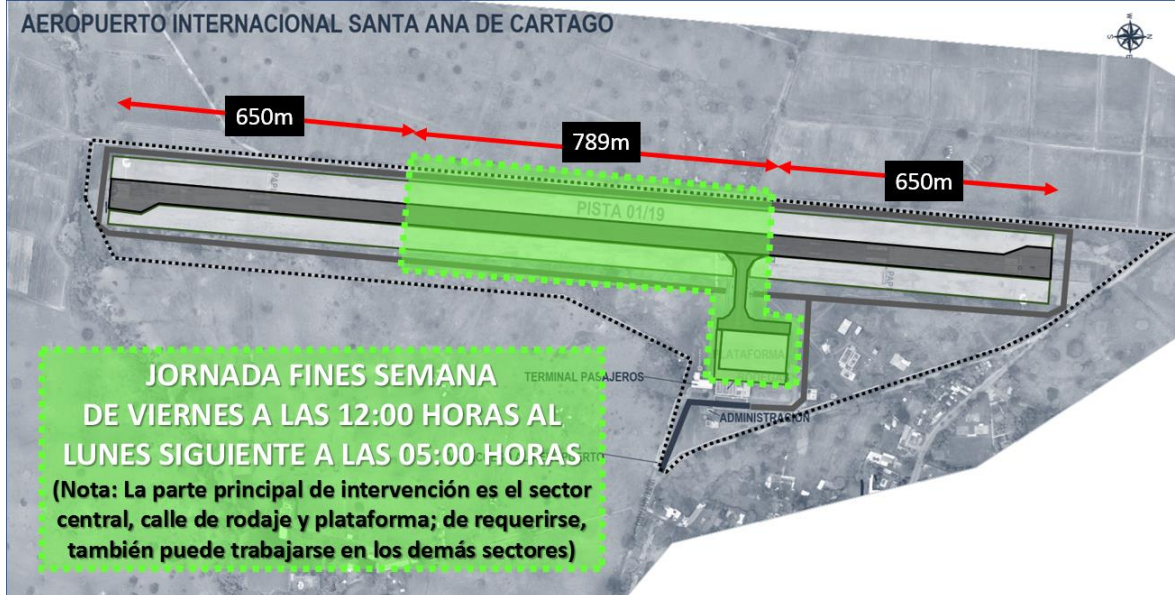 AEROPUERTO INTERNACIONAL SANTA ANA DE CARTAGO
650m
789m
650m
PAPI
PISTA 01/19
PAPI
PLATAFORMA
TERMINAL PASAJEROS
ADMINISTRACIÓN
JORNADA FINES SEMANA
DE VIERNES A LAS 12:00 HORAS AL
LUNES SIGUIENTE A LAS 05:00 HORAS
(Nota: La parte principal de intervención es el sector
central, calle de rodaje y plataforma; de requerirse,
también puede trabajarse en los demás sectores)